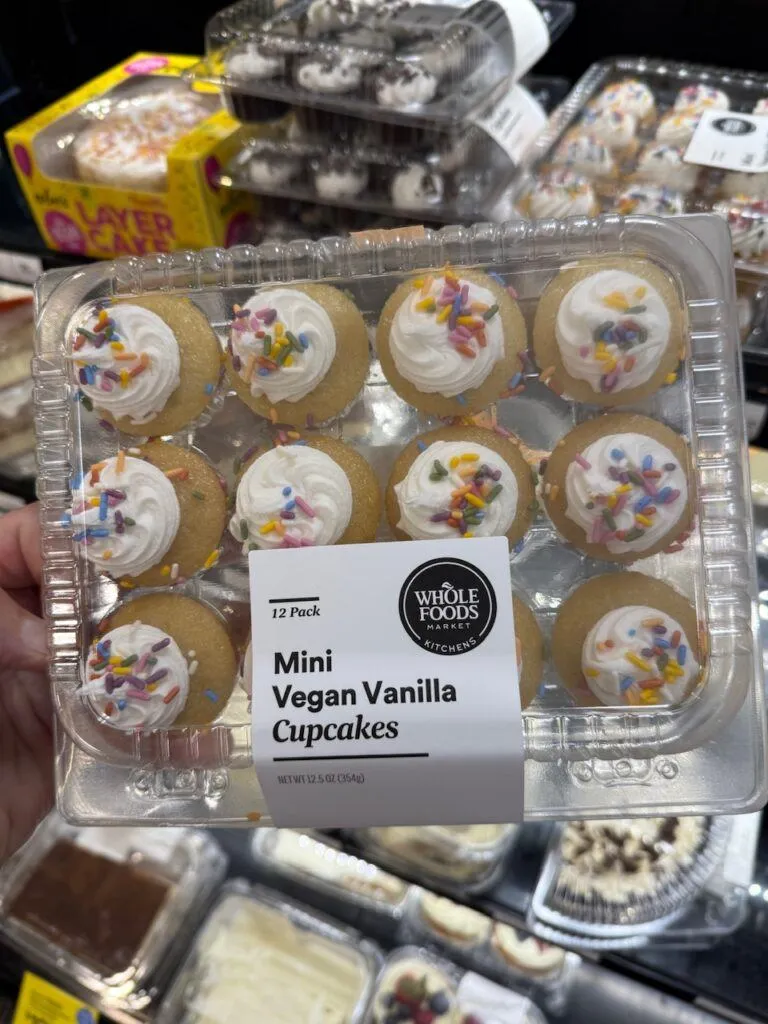 LAYER
CAKE
12 Pack
WHOLE
FOODS
MARKET
KITCHENS
Mini
Vegan Vanilla
Cupcakes
NET WT 12.5 OZ (354g)